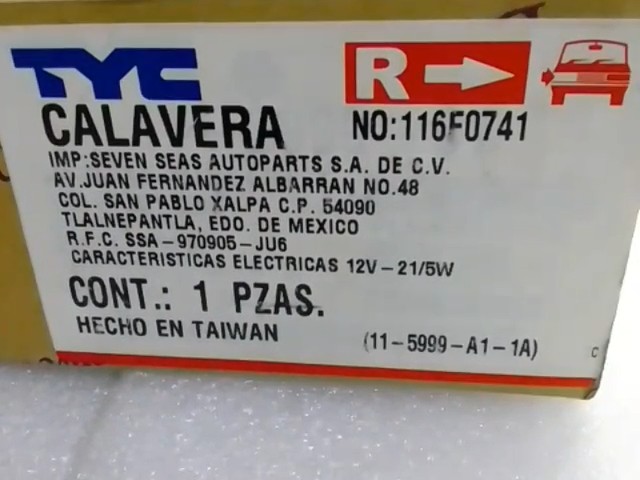 TYC R
CALAVERA NO:116F0741
IMP:SEVEN SEAS AUTOPARTS S.A. DE C.V.
AV.JUAN FERNANDEZ ALBARRAN NO.48
COL. SAN PABLO XALPA C.P. 54090
TLALNEPANTLA, EDO. DE MEXICO
R.F.C. SSA-970905-JU6
CARACTERISTICAS ELECTRICAS 12V-21/5W
CONT.: 1 PZAS.
HECHO EN TAIWAN (11-5999-A1-1A) C